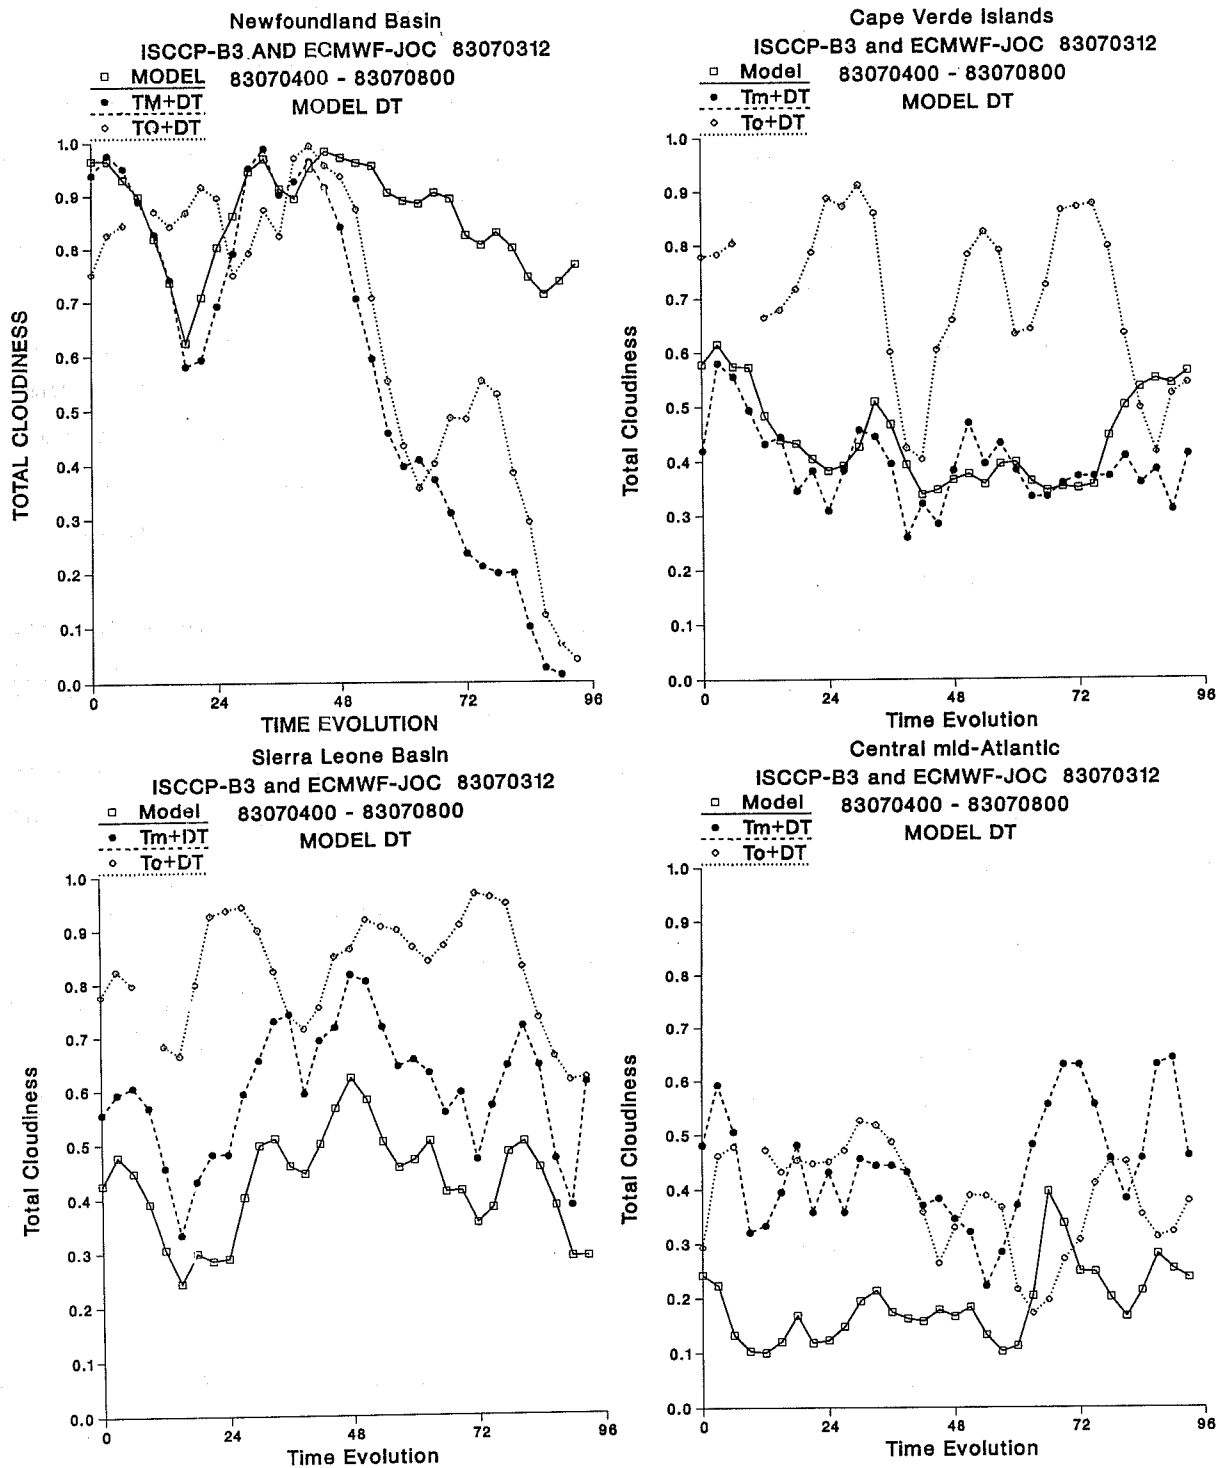 Newfoundland Basin
ISCCP-B3 AND ECMWF-JOC 83070312
MODEL 83070400 - 83070800
TM+DT MODEL DT
TO+DT
1.0
0.9
0.8
0.7
0.6
0.5
0.4
0.3
0.2
0.1
0.0
TOTAL CLOUDINESS
0 24 48 72 96
TIME EVOLUTION
Cape Verde Islands
ISCCP-B3 and ECMWF-JOC 83070312
Model 83070400 - 83070800
Tm+DT MODEL DT
To+DT
1.0
0.9
0.8
0.7
0.6
0.5
0.4
0.3
0.2
0.1
0.0
Total Cloudiness
0 24 48 72 96
Time Evolution
Sierra Leone Basin
ISCCP-B3 and ECMWF-JOC 83070312
Model 83070400 - 83070800
Tm+DT MODEL DT
To+DT
1.0
0.9
0.8
0.7
0.6
0.5
0.4
0.3
0.2
0.1
0.0
Total Cloudiness
0 24 48 72 96
Time Evolution
Central mid-Atlantic
ISCCP-B3 and ECMWF-JOC 83070312
Model 83070400 - 83070800
Tm+DT MODEL DT
To+DT
1.0
0.9
0.8
0.7
0.6
0.5
0.4
0.3
0.2
0.1
0.0
Total Cloudiness
0 24 48 72 96
Time Evolution